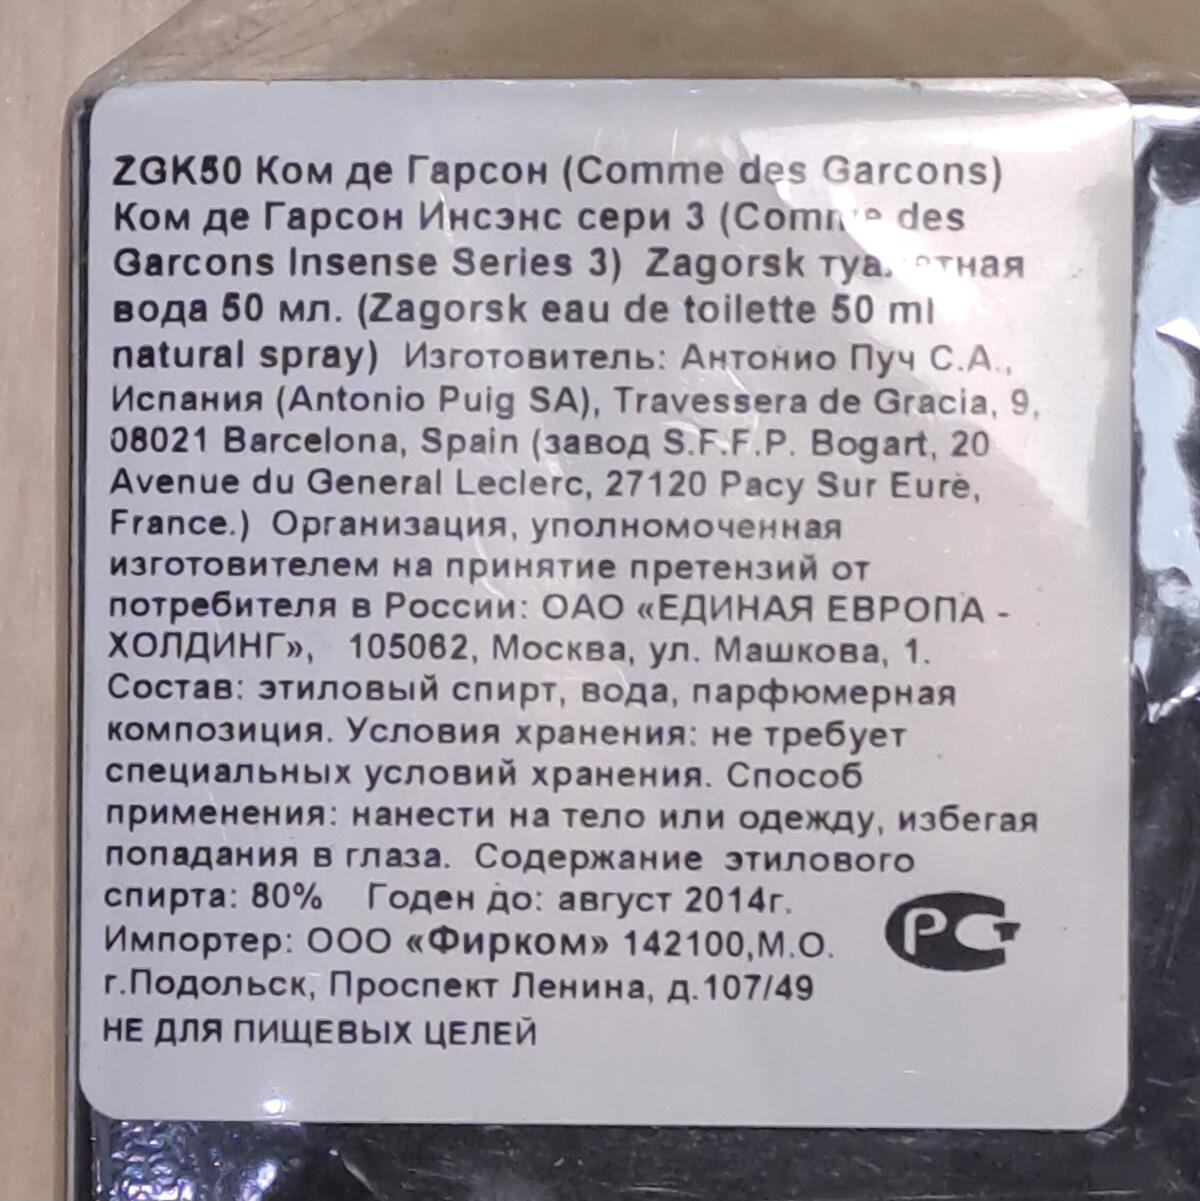 ZGK50 Ком де Гарсон (Comme des Garcons)
Ком де Гарсон Инсэнс сери 3 (Comme des
Garcons Insense Series 3) Zagorsk туалетная
вода 50 мл. (Zagorsk eau de toilette 50 ml
natural spray) Изготовитель: Антонио Пуч С.А.,
Испания (Antonio Puig SA), Travessera de Gracia, 9,
08021 Barcelona, Spain (завод S.F.F.P. Bogart, 20
Avenue du General Leclerc, 27120 Pacy Sur Eure,
France.) Организация, уполномоченная
изготовителем на принятие претензий от
потребителя в России: ОАО «ЕДИНАЯ ЕВРОПА -
ХОЛДИНГ», 105062, Москва, ул. Машкова, 1.
Состав: этиловый спирт, вода, парфюмерная
композиция. Условия хранения: не требует
специальных условий хранения. Способ
применения: нанести на тело или одежду, избегая
попадания в глаза. Содержание этилового
спирта: 80% Годен до: август 2014г.
Импортер: ООО «Фирком» 142100,М.О.
г.Подольск, Проспект Ленина, д.107/49
НЕ ДЛЯ ПИЩЕВЫХ ЦЕЛЕЙ
РСТ